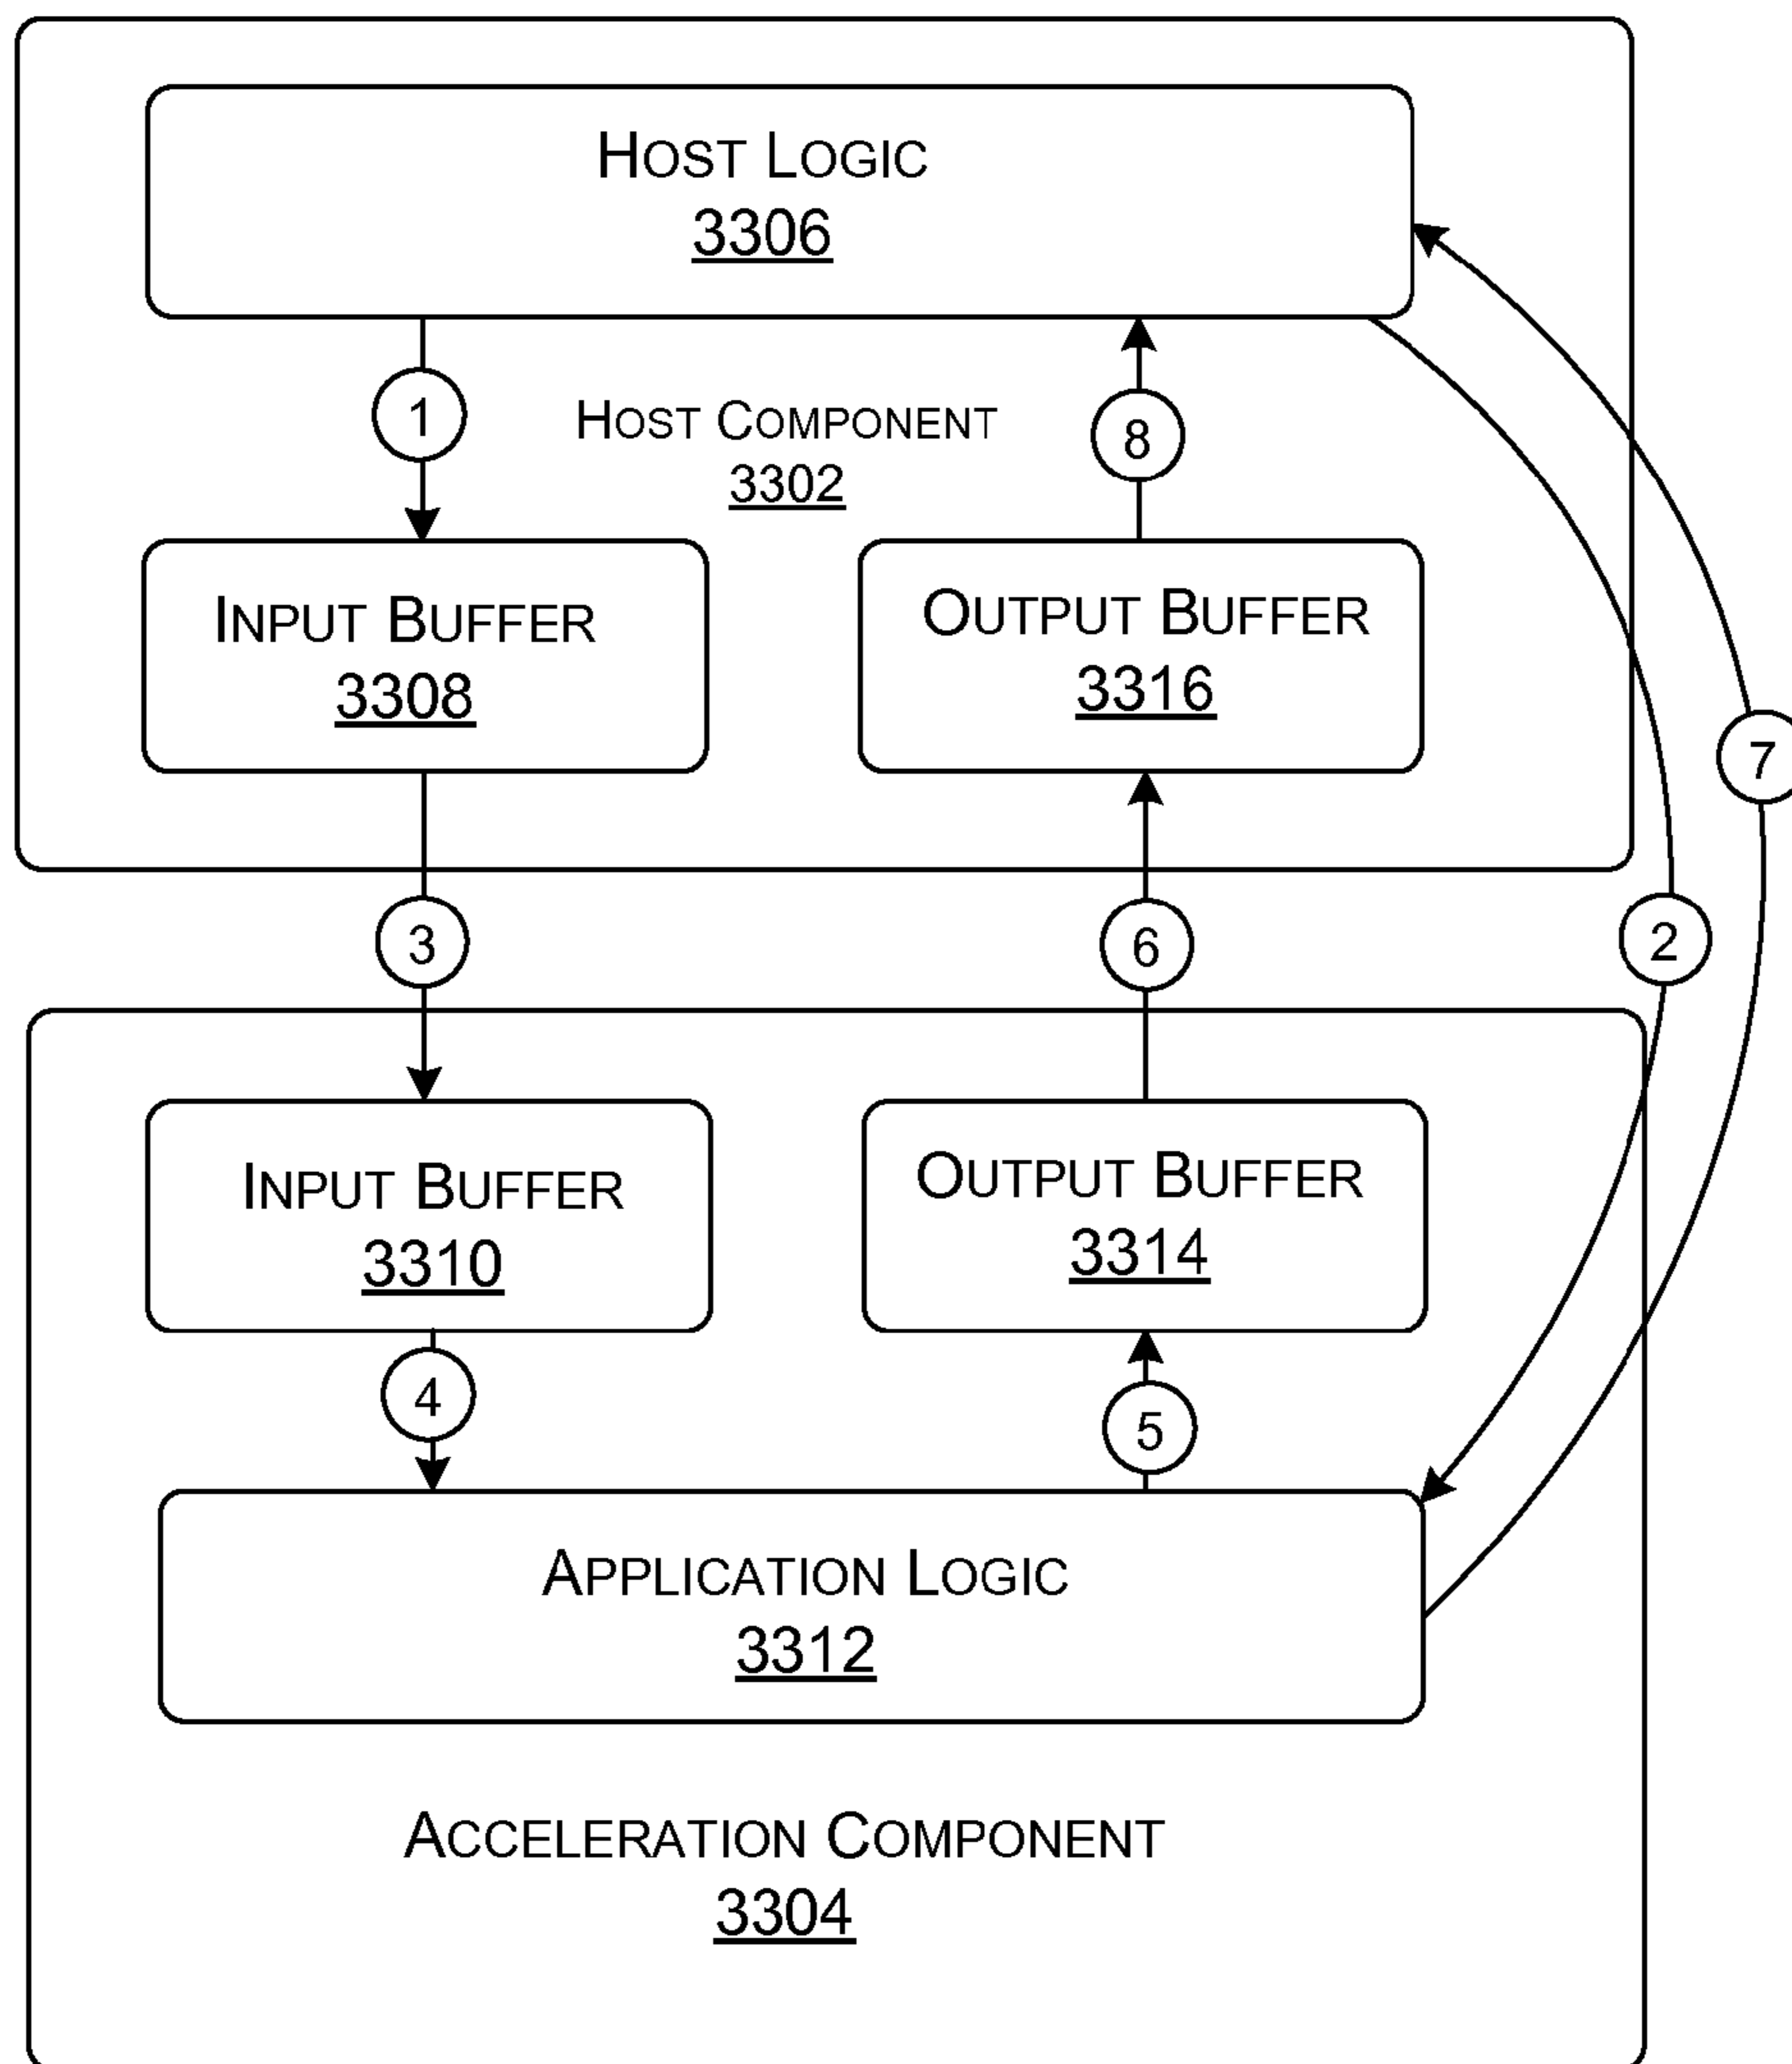 HOST LOGIC
3306
1
HOST COMPONENT
3302
8
INPUT BUFFER
3308
OUTPUT BUFFER
3316
7
3
6
2
INPUT BUFFER
3310
OUTPUT BUFFER
3314
4
5
APPLICATION LOGIC
3312
ACCELERATION COMPONENT
3304